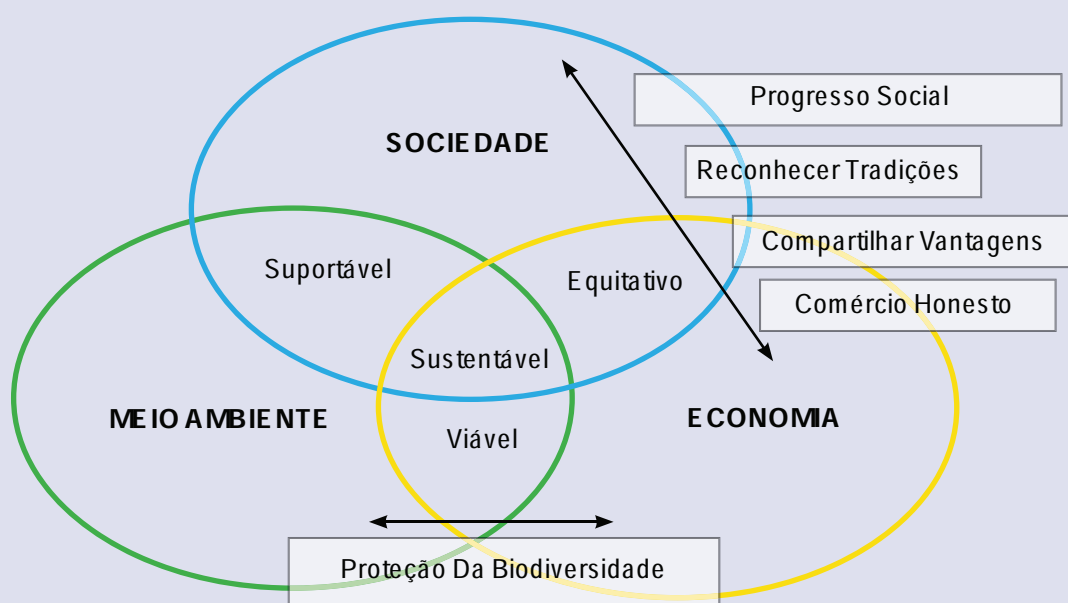 Progresso Social
SOCIEDADE
Reconhecer Tradições
Compartilhar Vantagens
Suportável
Equitativo
Comércio Honesto
Sustentável
MEIO AMBIENTE
ECONOMIA
Viável
Proteção Da Biodiversidade